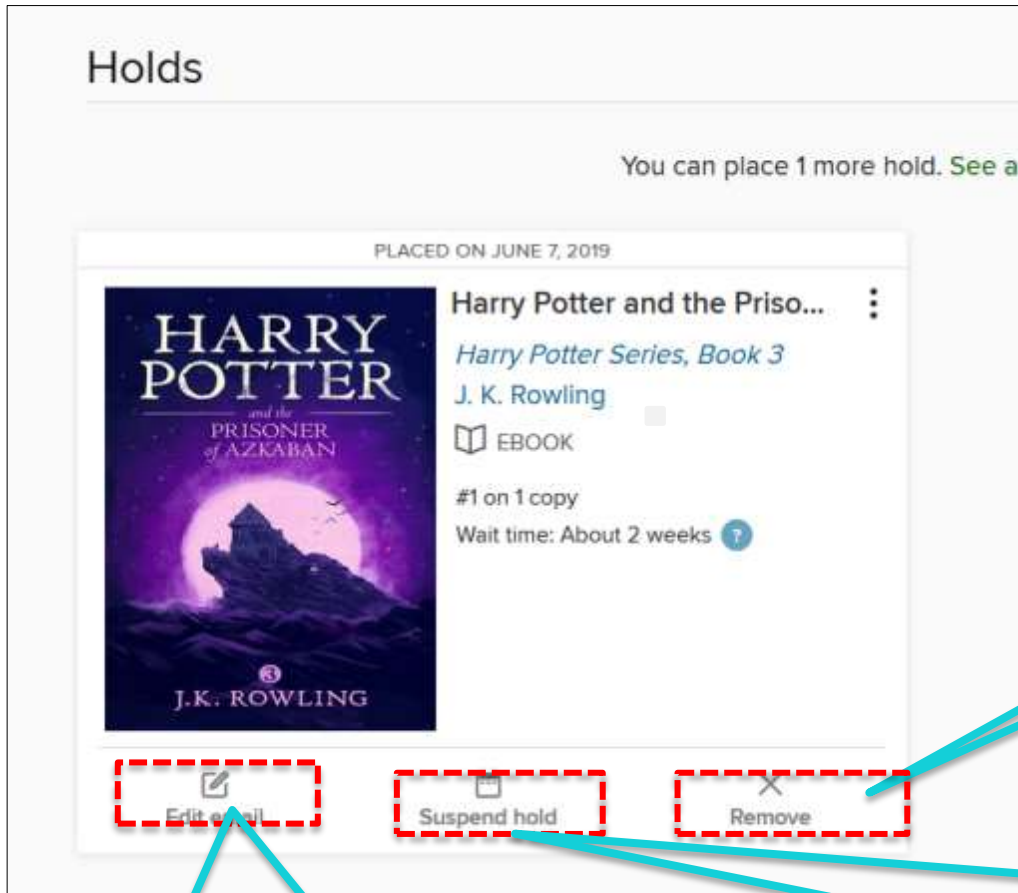 Holds
You can place 1 more hold. See a
PLACED ON JUNE 7, 2019
HARRY
POTTER
and the
PRISONER
of AZKABAN
3
J.K. ROWLING
Harry Potter and the Priso...
Harry Potter Series, Book 3
J. K. Rowling
EBOOK
#1 on 1 copy
Wait time: About 2 weeks ?
Edit email
Suspend hold
Remove